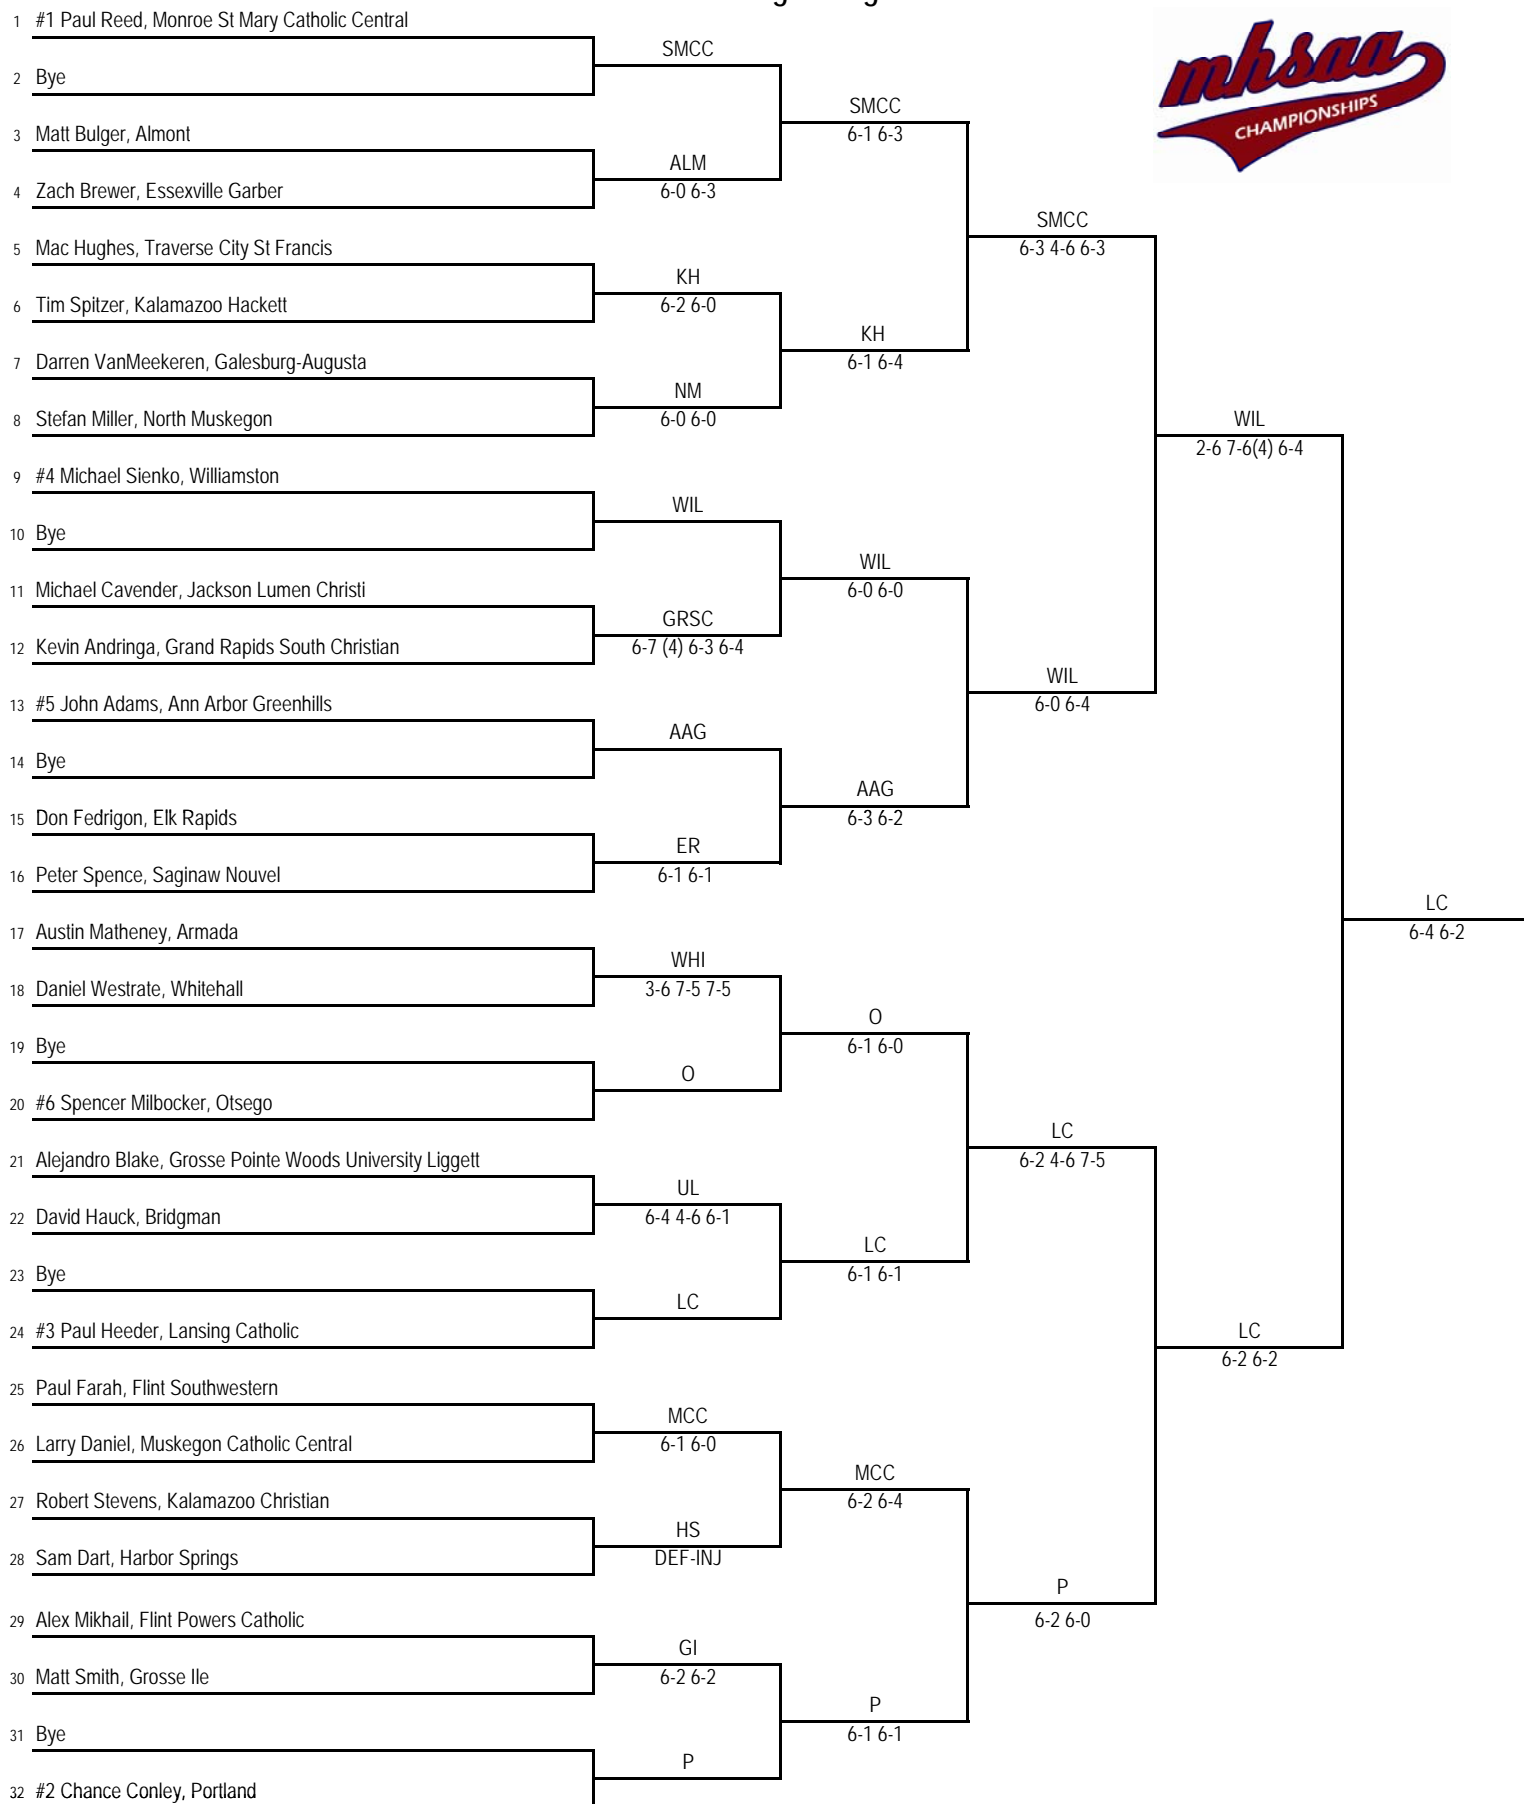 1 #1 Paul Reed, Monroe St Mary Catholic Central
SMCC
2 Bye
SMCC
6-1 6-3
3 Matt Bulger, Almont
ALM
6-0 6-3
4 Zach Brewer, Essexville Garber
SMCC
6-3 4-6 6-3
5 Mac Hughes, Traverse City St Francis
KH
6-2 6-0
6 Tim Spitzer, Kalamazoo Hackett
KH
6-1 6-4
7 Darren VanMeekeren, Galesburg-Augusta
NM
6-0 6-0
8 Stefan Miller, North Muskegon
WIL
2-6 7-6(4) 6-4
9 #4 Michael Sienko, Williamston
WIL
10 Bye
WIL
6-0 6-0
11 Michael Cavender, Jackson Lumen Christi
GRSC
6-7 (4) 6-3 6-4
12 Kevin Andringa, Grand Rapids South Christian
WIL
6-0 6-4
13 #5 John Adams, Ann Arbor Greenhills
AAG
14 Bye
AAG
6-3 6-2
15 Don Fedrigon, Elk Rapids
ER
6-1 6-1
16 Peter Spence, Saginaw Nouvel
LC
6-4 6-2
17 Austin Matheney, Armada
WHI
3-6 7-5 7-5
18 Daniel Westrate, Whitehall
O
6-1 6-0
19 Bye
O
20 #6 Spencer Milbocker, Otsego
LC
6-2 4-6 7-5
21 Alejandro Blake, Grosse Pointe Woods University Liggett
UL
6-4 4-6 6-1
22 David Hauck, Bridgman
LC
6-1 6-1
23 Bye
LC
24 #3 Paul Heeder, Lansing Catholic
LC
6-2 6-2
25 Paul Farah, Flint Southwestern
MCC
6-1 6-0
26 Larry Daniel, Muskegon Catholic Central
MCC
6-2 6-4
27 Robert Stevens, Kalamazoo Christian
HS
DEF-INJ
28 Sam Dart, Harbor Springs
P
6-2 6-0
29 Alex Mikhail, Flint Powers Catholic
GI
6-2 6-2
30 Matt Smith, Grosse Ile
P
6-1 6-1
31 Bye
P
32 #2 Chance Conley, Portland
mhsaa
CHAMPIONSHIPS